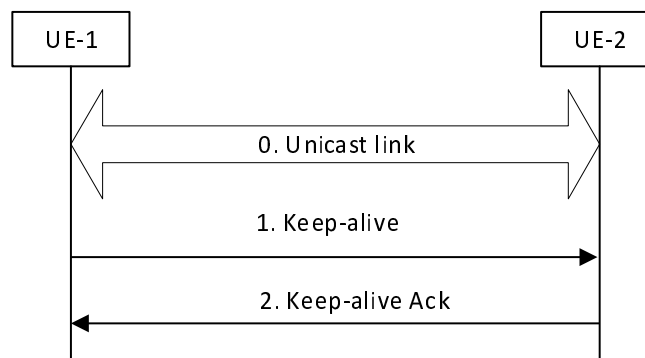 UE-1
UE-2
0. Unicast link
1. Keep-alive
2. Keep-alive Ack